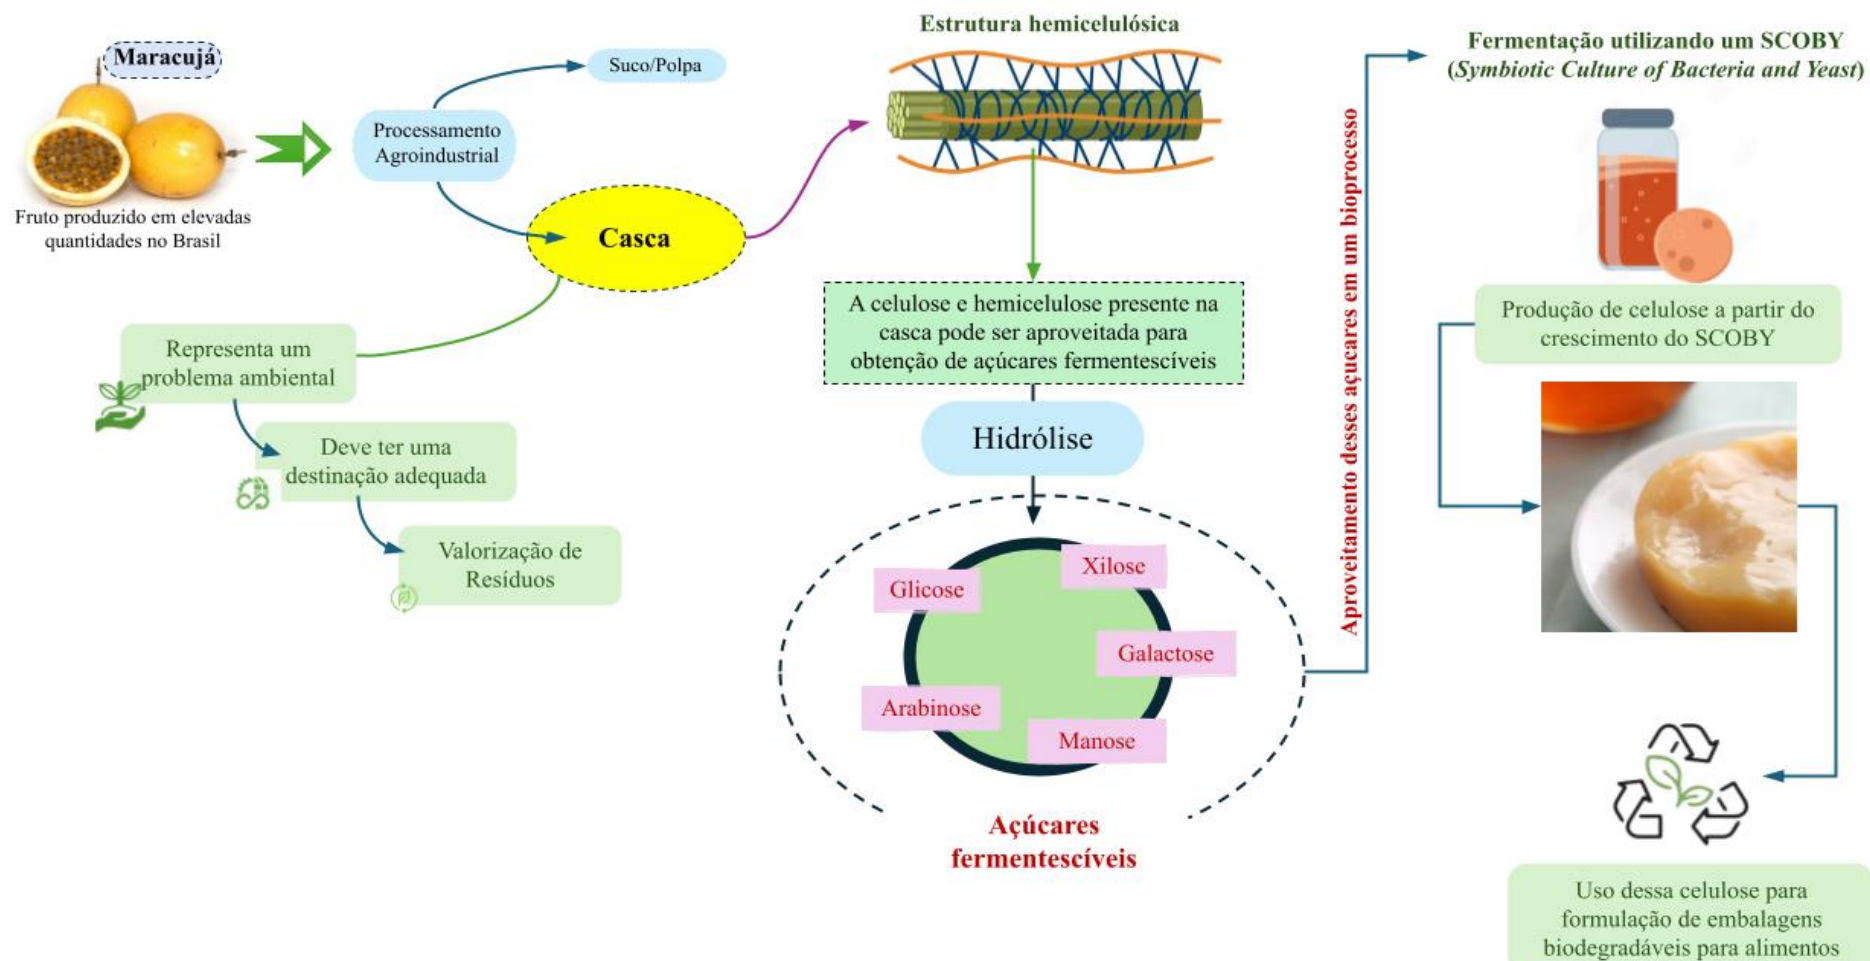 Maracujá
Fruto produzido em elevadas
quantidades no Brasil
Processamento
Agroindustrial
Suco/Polpa
Casca
Representa um
problema ambiental
Deve ter uma
destinação adequada
Valorização de
Resíduos
Estrutura hemicelulósica
A celulose e hemicelulose presente na
casca pode ser aproveitada para
obtenção de açúcares fermentescíveis
Hidrólise
Glicose
Xilose
Galactose
Arabinose
Manose
Açúcares
fermentescíveis
Aproveitamento desses açucares em um bioprocesso
Fermentação utilizando um SCOBY
(Symbiotic Culture of Bacteria and Yeast)
Produção de celulose a partir do
crescimento do SCOBY
Uso dessa celulose para
formulação de embalagens
biodegradáveis para alimentos